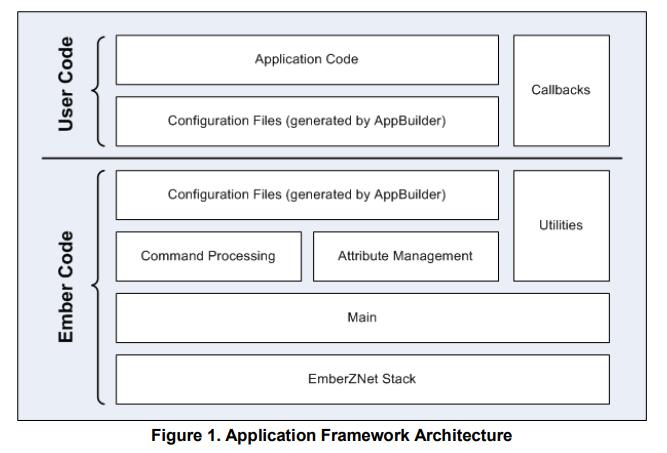 User Code
Application Code
Callbacks
Configuration Files (generated by AppBuilder)
Ember Code
Configuration Files (generated by AppBuilder)
Utilities
Command Processing
Attribute Management
Main
EmberZNet Stack
Figure 1. Application Framework Architecture